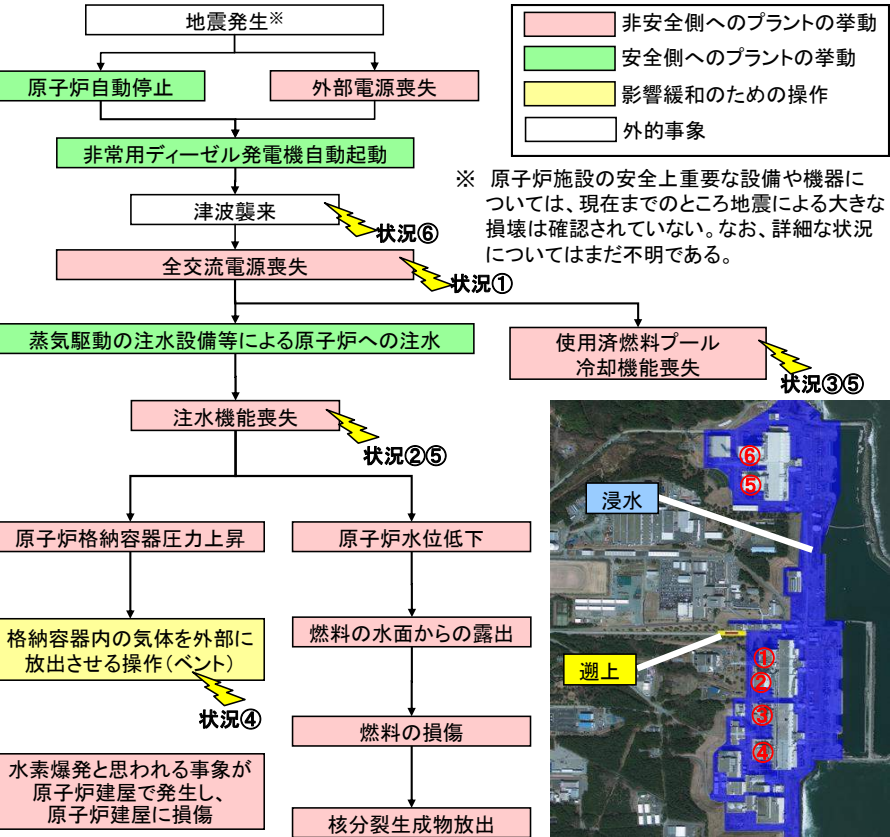 地震発生※
原子炉自動停止
外部電源喪失
非常用ディーゼル発電機自動起動
津波襲来
状況⑥
全交流電源喪失
状況①
蒸気駆動の注水設備等による原子炉への注水
使用済燃料プール
冷却機能喪失
状況③⑤
注水機能喪失
状況②⑤
原子炉格納容器圧力上昇
原子炉水位低下
格納容器内の気体を外部に
放出させる操作(ベント)
状況④
燃料の水面からの露出
燃料の損傷
水素爆発と思われる事象が
原子炉建屋で発生し、
原子炉建屋に損傷
核分裂生成物放出
非安全側へのプラントの挙動
安全側へのプラントの挙動
影響緩和のための操作
外的事象
※ 原子炉施設の安全上重要な設備や機器に
ついては、現在までのところ地震による大きな
損壊は確認されていない。なお、詳細な状況
についてはまだ不明である。
⑥
⑤
浸水
遡上
①
②
③
④